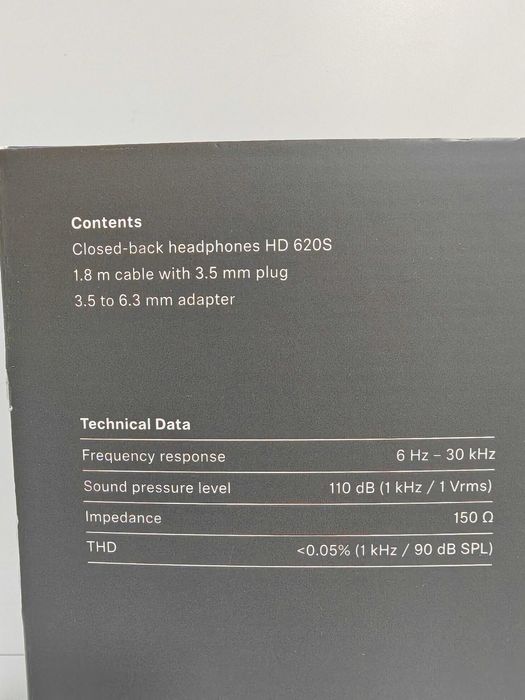 Contents
Closed-back headphones HD 620S
1.8 m cable with 3.5 mm plug
3.5 to 6.3 mm adapter
Technical Data
Frequency response 6 Hz – 30 kHz
Sound pressure level 110 dB (1 kHz / 1 Vrms)
Impedance 150 Ω
THD <0.05% (1 kHz / 90 dB SPL)